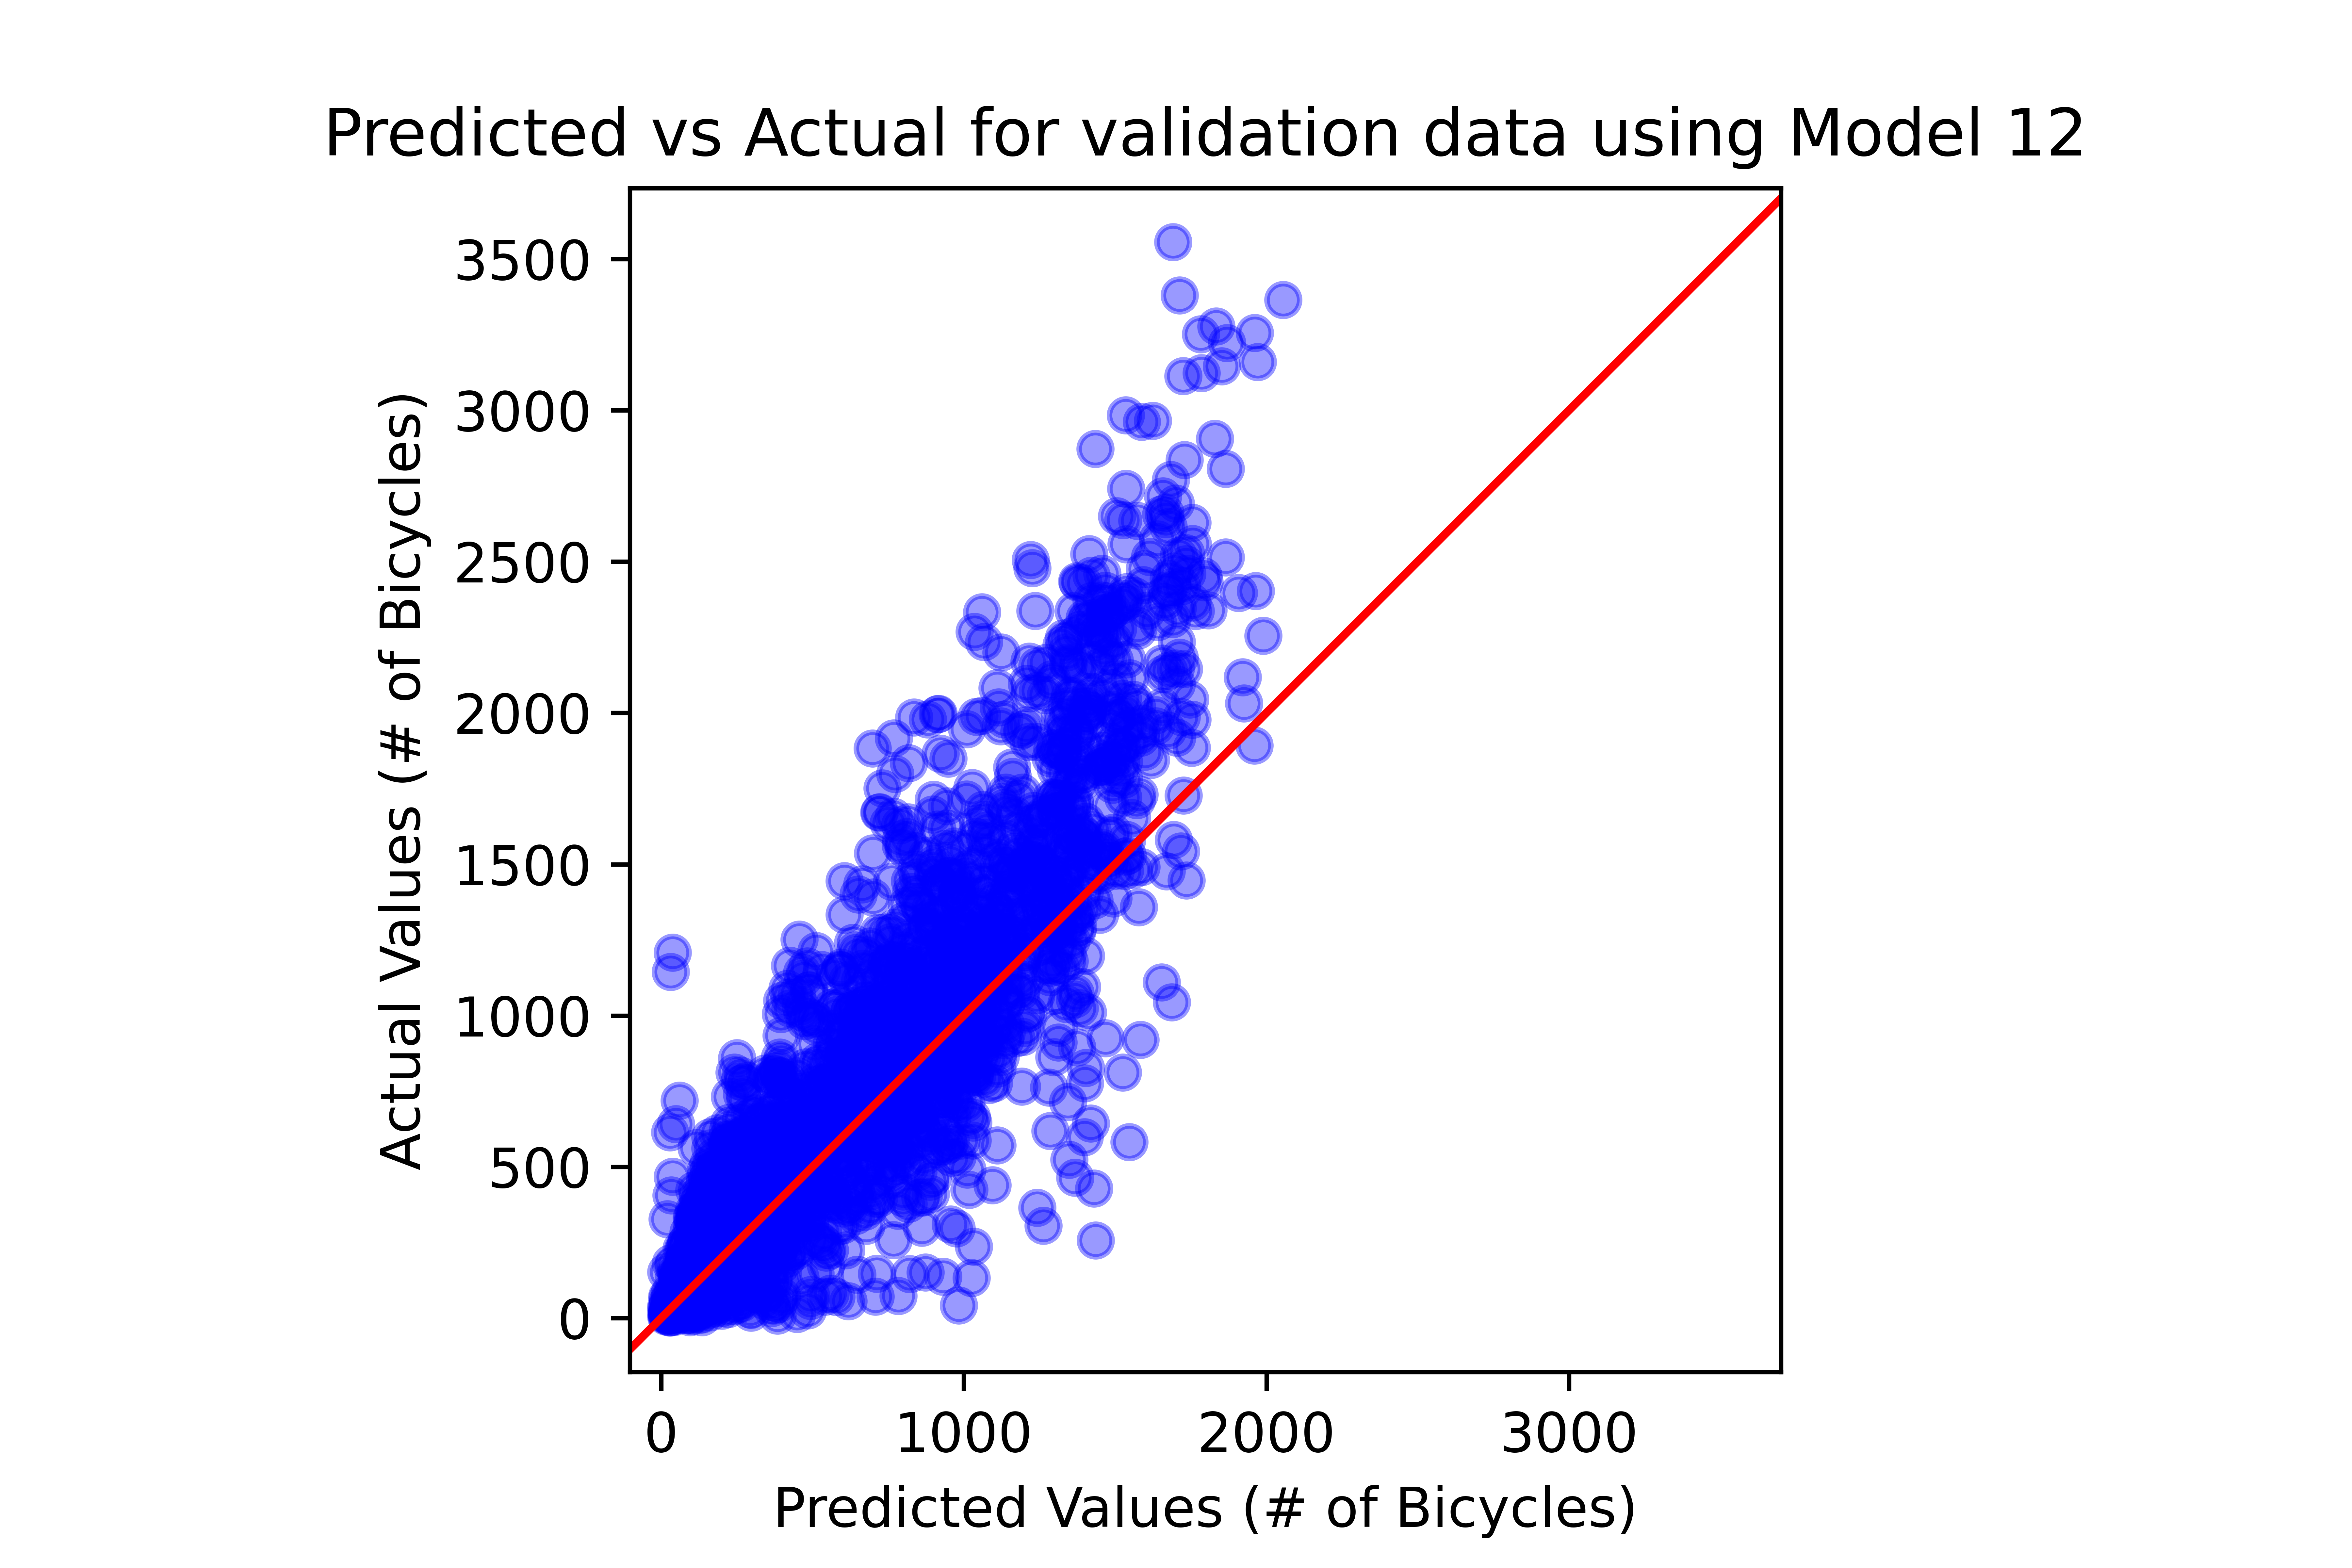 Predicted vs Actual for validation data using Model 12
Actual Values (# of Bicycles)
3500
3000
2500
2000
1500
1000
500
0
0 1000 2000 3000
Predicted Values (# of Bicycles)